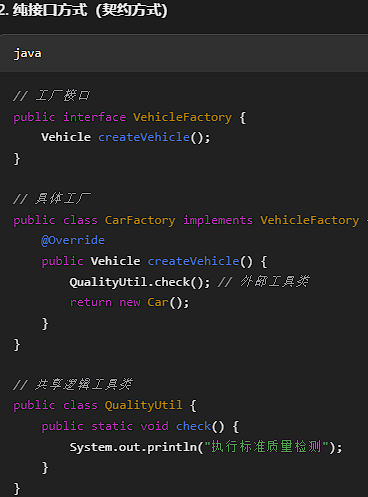 2. 纯接口方式（契约方式）
java
// 工厂接口
public interface VehicleFactory {
    Vehicle createVehicle();
}
// 具体工厂
public class CarFactory implements VehicleFactory
    @Override
    public Vehicle createVehicle() {
        QualityUtil.check(); // 外部工具类
        return new Car();
    }
}
// 共享逻辑工具类
public class QualityUtil {
    public static void check() {
        System.out.println("执行标准质量检测");
    }
}